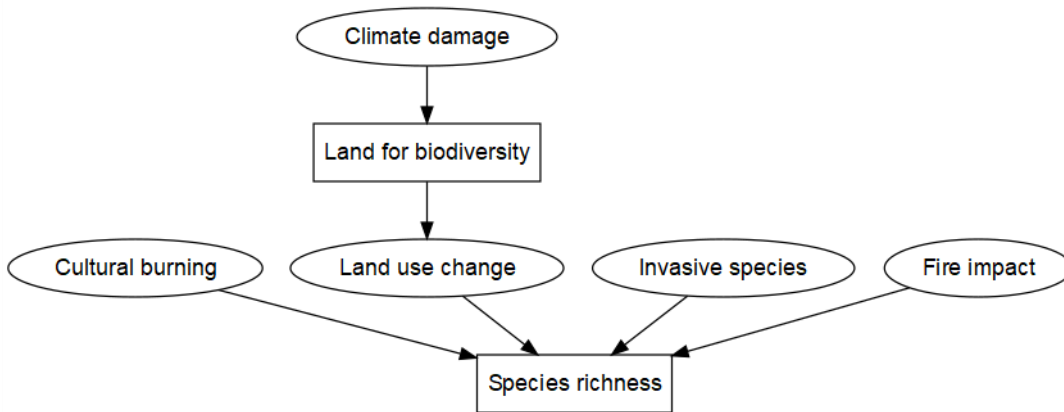 Climate damage
Land for biodiversity
Cultural burning
Land use change
Invasive species
Fire impact
Species richness